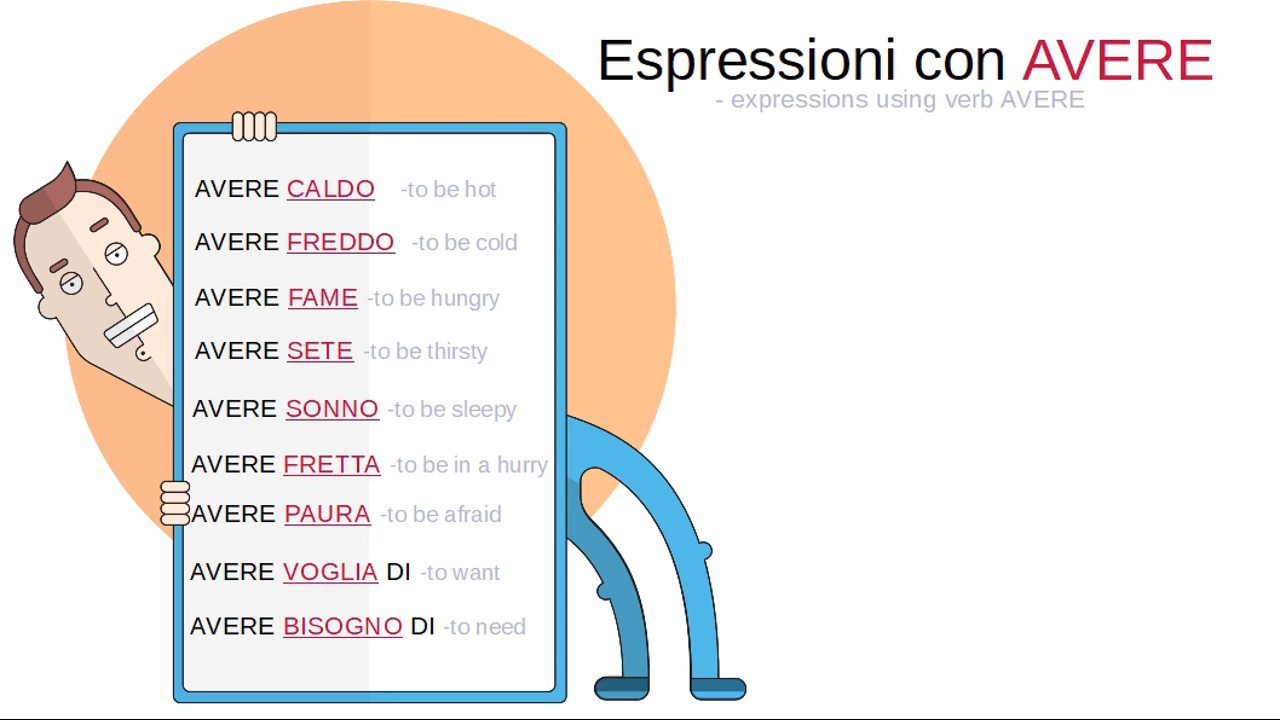 Espressioni con AVERE
- expressions using verb AVERE
AVERE CALDO -to be hot
AVERE FREDDO -to be cold
AVERE FAME -to be hungry
AVERE SETE -to be thirsty
AVERE SONNO -to be sleepy
AVERE FRETTA -to be in a hurry
AVERE PAURA -to be afraid
AVERE VOGLIA DI -to want
AVERE BISOGNO DI -to need